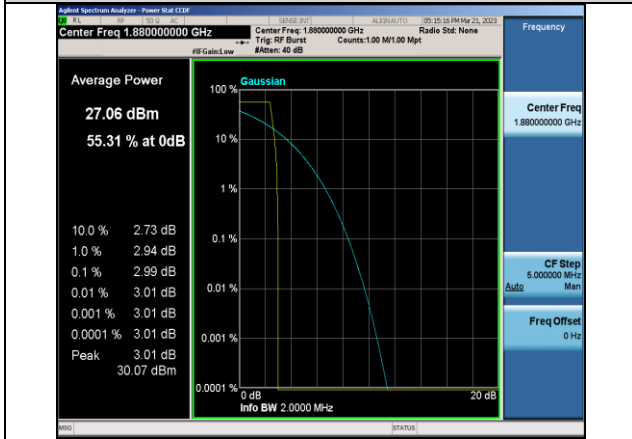 Agilent Spectrum Analyzer - Power Stat CCDF
RL RF 50 Ω AC SENSE:INT ALIGN AUTO 05:15:16 PM Mar 21, 2023
Center Freq 1.880000000 GHz
Center Freq: 1.880000000 GHz Radio Std: None
Trig: RF Burst Counts:1.00 M/1.00 Mpt
#IFGain:Low #Atten: 40 dB
Frequency
Average Power
27.06 dBm
55.31 % at 0dB
10.0 % 2.73 dB
1.0 % 2.94 dB
0.1 % 2.99 dB
0.01 % 3.01 dB
0.001 % 3.01 dB
0.0001 % 3.01 dB
Peak 3.01 dB
30.07 dBm
Gaussian
100 %
10 %
1 %
0.1 %
0.01 %
0.001 %
0.0001 %
0 dB 20 dB
Info BW 2.0000 MHz
Center Freq
1.880000000 GHz
CF Step
5.000000 MHz
Auto Man
Freq Offset
0 Hz
MSG STATUS